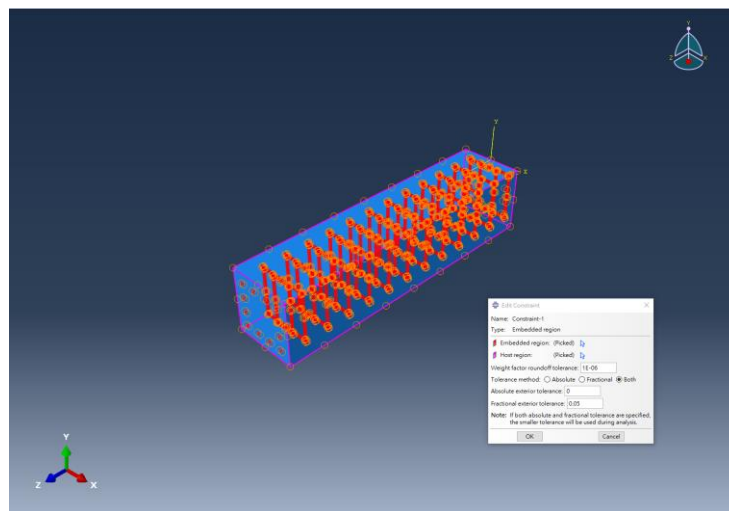 Y
Z X
Y
X
Edit Constraint
Name: Constraint-1
Type: Embedded region
Embedded region: (Picked)
Host region: (Picked)
Weight factor roundoff tolerance: 1E-06
Tolerance method: Absolute Fractional Both
Absolute exterior tolerance: 0
Fractional exterior tolerance: 0.05
Note: If both absolute and fractional tolerance are specified,
the smaller tolerance will be used during analysis.
OK Cancel
Y
Z X